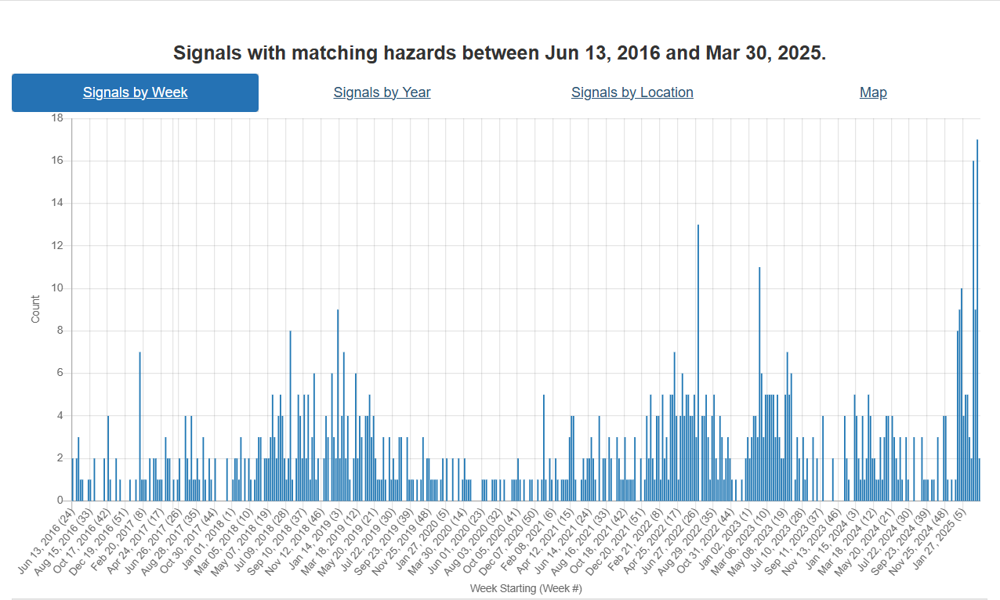 Signals with matching hazards between Jun 13, 2016 and Mar 30, 2025.
Signals by Week
Signals by Year
Signals by Location
Map
18
16
14
12
10
8
6
4
2
0
Count
Jun 13, 2016 (24)
Aug 15, 2016 (33)
Oct 17, 2016 (42)
Dec 19, 2016 (51)
Feb 20, 2017 (8)
Apr 24, 2017 (17)
Jun 26, 2017 (26)
Aug 28, 2017 (35)
Oct 30, 2017 (44)
Jan 01, 2018 (1)
Mar 05, 2018 (10)
May 07, 2018 (19)
Jul 09, 2018 (28)
Sep 10, 2018 (37)
Nov 12, 2018 (46)
Jan 14, 2019 (3)
Mar 18, 2019 (12)
May 20, 2019 (21)
Jul 22, 2019 (30)
Sep 23, 2019 (39)
Nov 25, 2019 (48)
Jan 27, 2020 (5)
Mar 30, 2020 (14)
Jun 01, 2020 (23)
Aug 03, 2020 (32)
Oct 05, 2020 (41)
Dec 07, 2020 (50)
Feb 08, 2021 (6)
Apr 12, 2021 (15)
Jun 14, 2021 (24)
Aug 16, 2021 (33)
Oct 18, 2021 (42)
Dec 20, 2021 (51)
Feb 21, 2022 (8)
Apr 25, 2022 (17)
Jun 27, 2022 (26)
Aug 29, 2022 (35)
Oct 31, 2022 (44)
Jan 02, 2023 (1)
Mar 06, 2023 (10)
May 08, 2023 (19)
Jul 10, 2023 (28)
Sep 11, 2023 (37)
Nov 13, 2023 (46)
Jan 15, 2024 (3)
Mar 18, 2024 (12)
May 20, 2024 (21)
Jul 22, 2024 (30)
Sep 23, 2024 (39)
Nov 25, 2024 (48)
Jan 27, 2025 (5)
Week Starting (Week #)